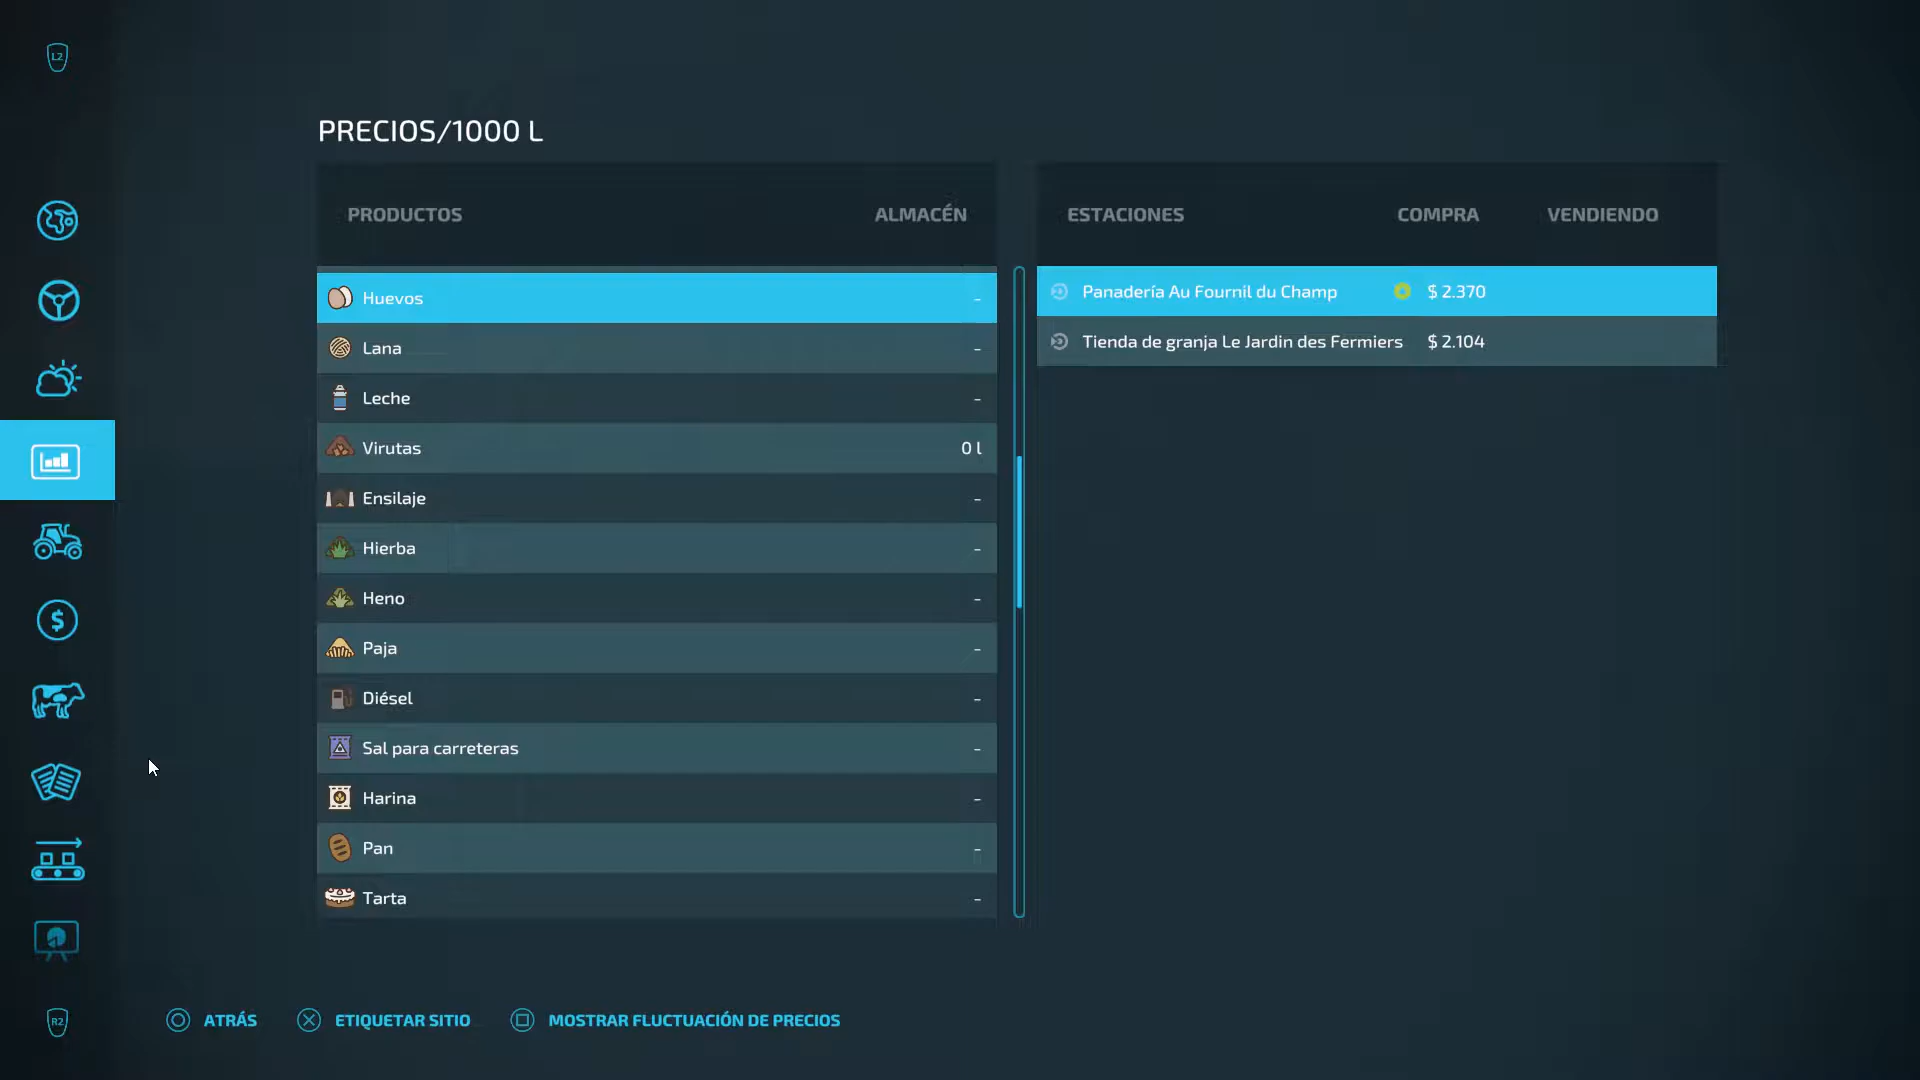 L2
PRECIOS/1000 L
PRODUCTOS ALMACÉN
ESTACIONES COMPRA VENDIENDO
Huevos -
Panadería Au Fournil du Champ $ 2.370
Lana -
Tienda de granja Le Jardin des Fermiers $ 2.104
Leche -
Virutas 0 l
Ensilaje -
Hierba -
Heno -
Paja -
Diésel -
Sal para carreteras -
Harina -
Pan -
Tarta -
R2
ATRÁS ETIQUETAR SITIO MOSTRAR FLUCTUACIÓN DE PRECIOS